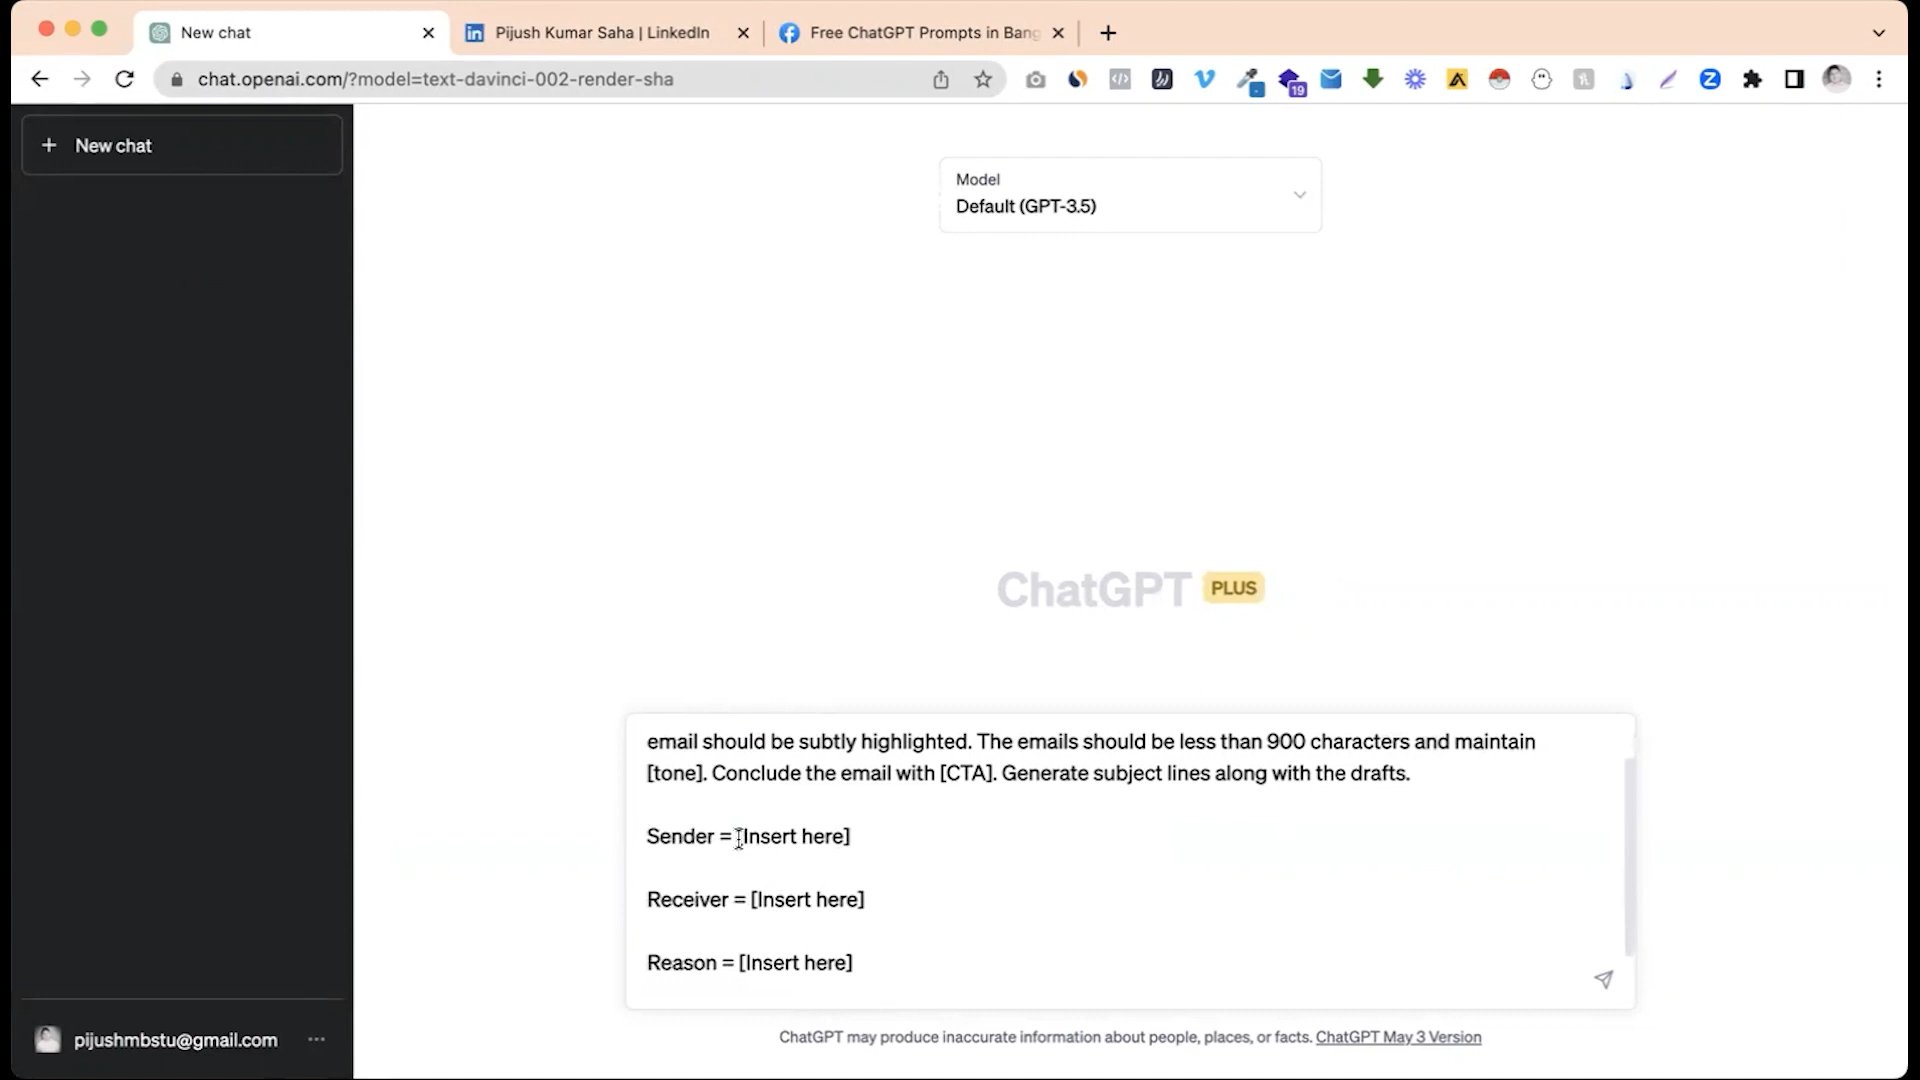 New chat
Pijush Kumar Saha | LinkedIn
Free ChatGPT Prompts in Bang
chat.openai.com/?model=text-davinci-002-render-sha
19
New chat
Model
Default (GPT-3.5)
ChatGPT PLUS
email should be subtly highlighted. The emails should be less than 900 characters and maintain
[tone]. Conclude the email with [CTA]. Generate subject lines along with the drafts.
Sender = [Insert here]
Receiver = [Insert here]
Reason = [Insert here]
pijushmbstu@gmail.com
ChatGPT may produce inaccurate information about people, places, or facts. ChatGPT May 3 Version